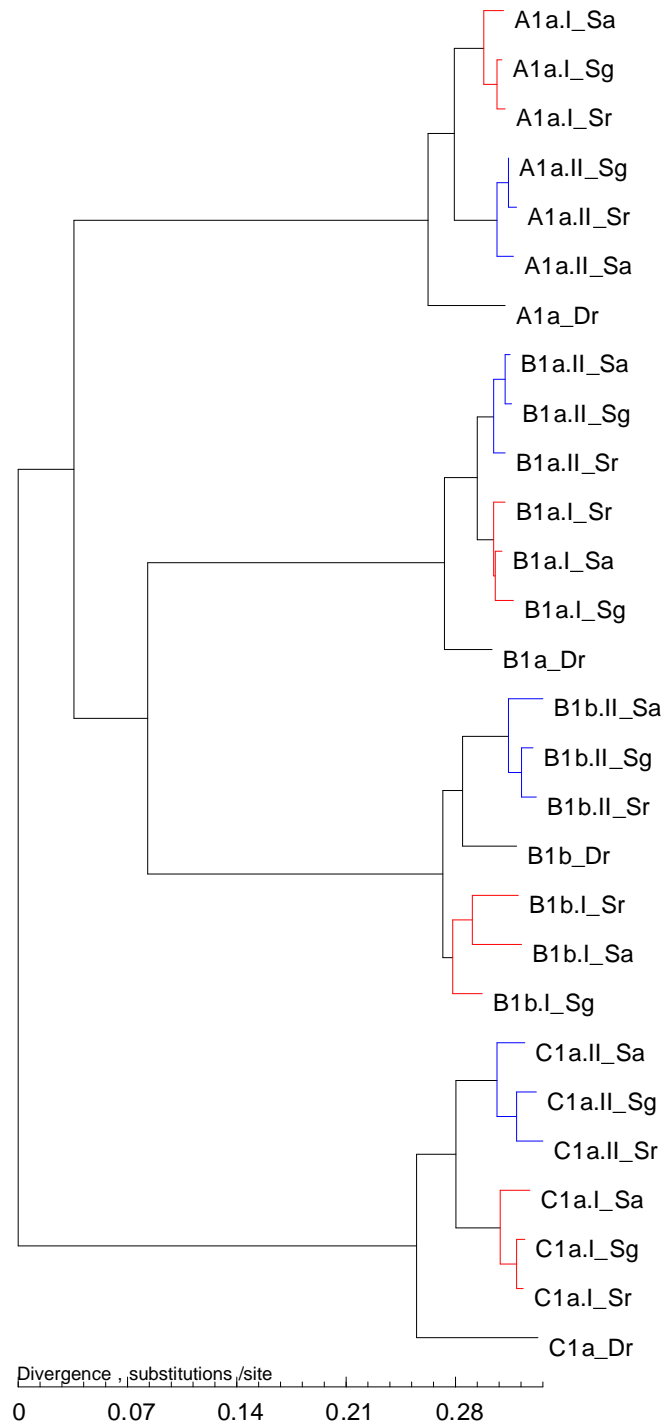 A1a.I_Sa
A1a.I_Sg
A1a.I_Sr
A1a.II_Sg
A1a.II_Sr
A1a.II_Sa
A1a_Dr
B1a.II_Sa
B1a.II_Sg
B1a.II_Sr
B1a.I_Sr
B1a.I_Sa
B1a.I_Sg
B1a_Dr
B1b.II_Sa
B1b.II_Sg
B1b.II_Sr
B1b_Dr
B1b.I_Sr
B1b.I_Sa
B1b.I_Sg
C1a.II_Sa
C1a.II_Sg
C1a.II_Sr
C1a.I_Sa
C1a.I_Sg
C1a.I_Sr
C1a_Dr
Divergence , substitutions /site
0 0.07 0.14 0.21 0.28